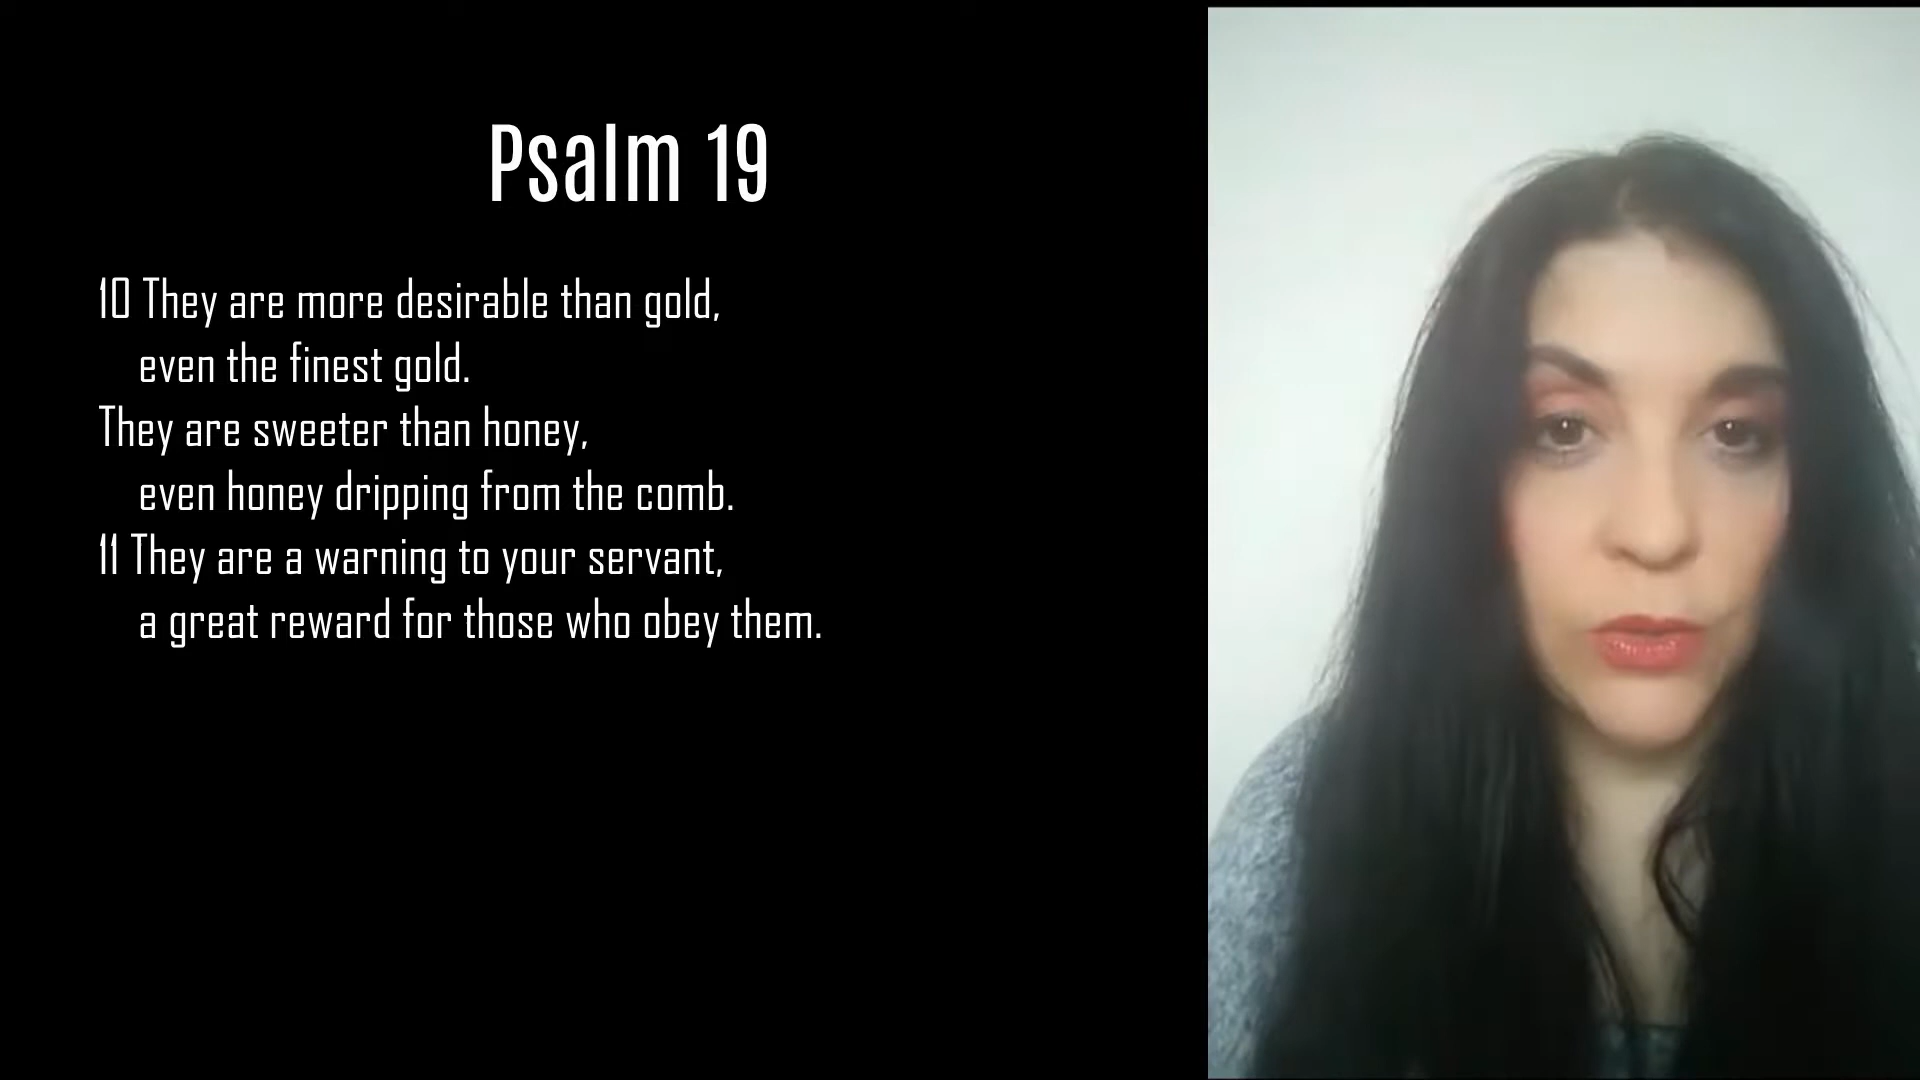 Psalm 19
10 They are more desirable than gold,
even the finest gold.
They are sweeter than honey,
even honey dripping from the comb.
11 They are a warning to your servant,
a great reward for those who obey them.